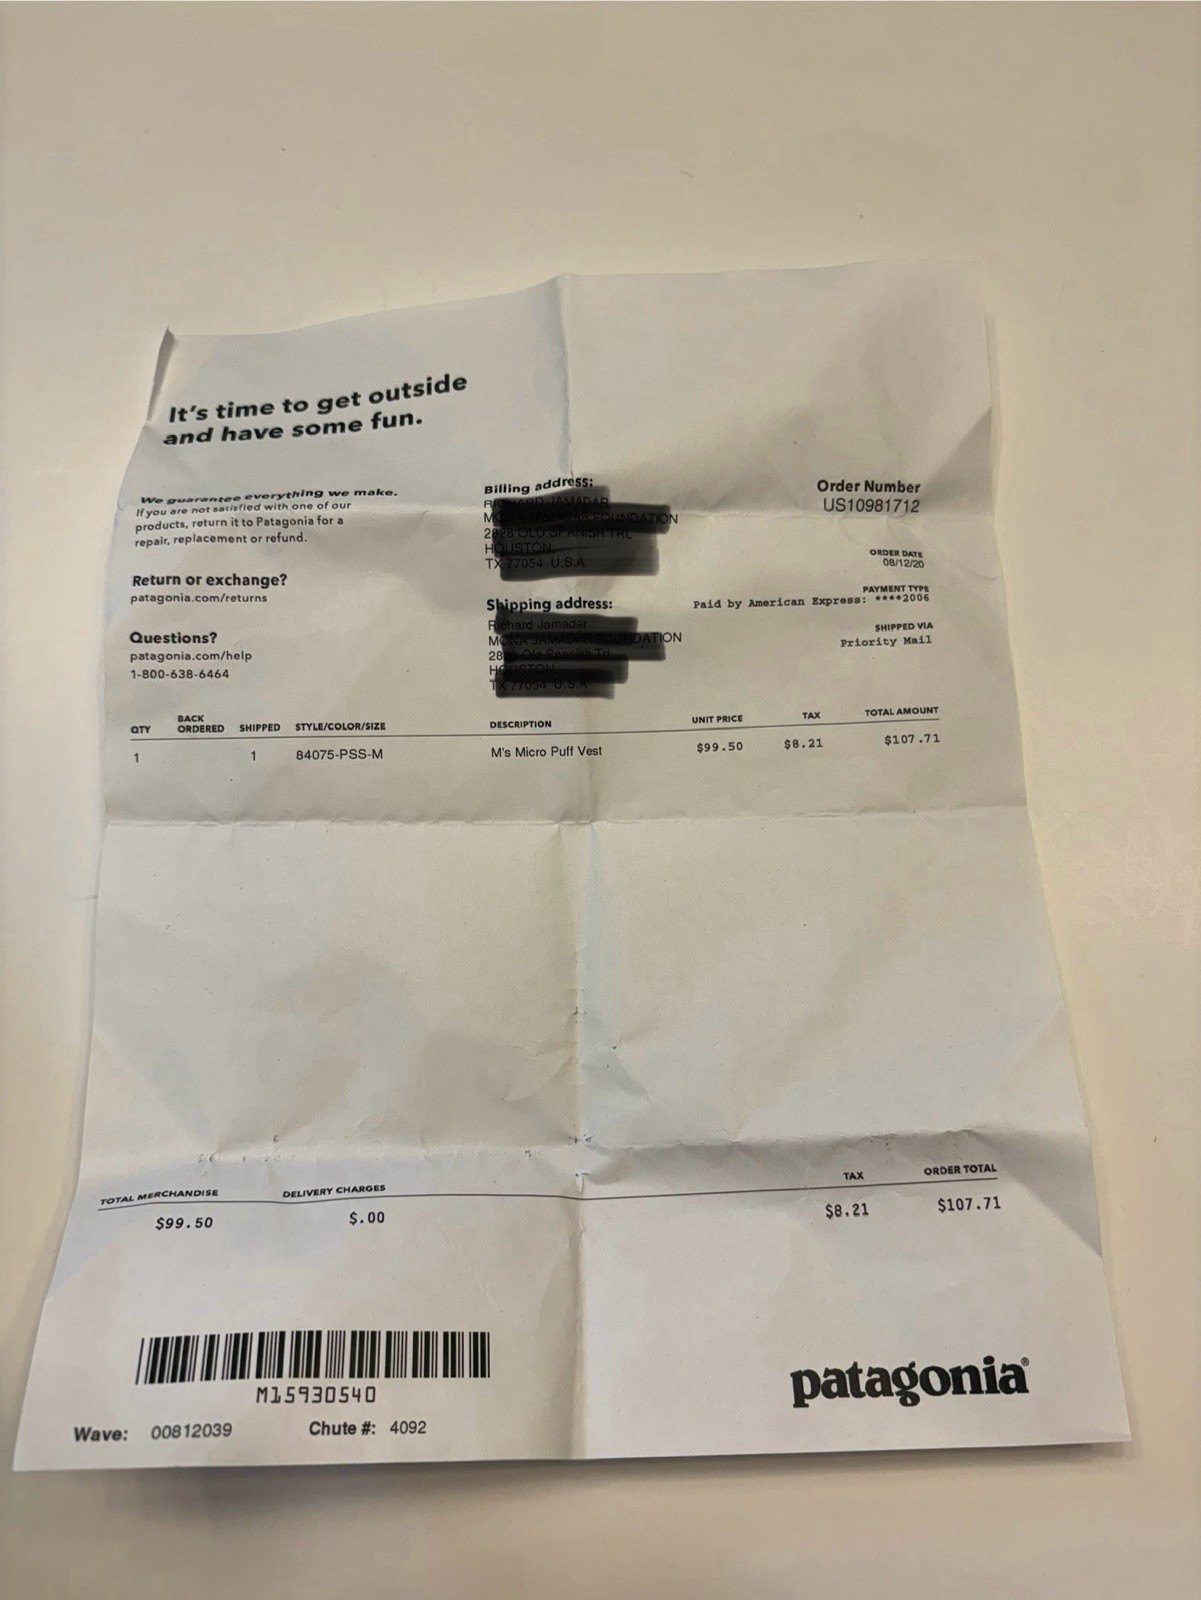 It's time to get outside
and have some fun.
We guarantee everything we make.
If you are not satisfied with one of our
products, return it to Patagonia for a
repair, replacement or refund.
Return or exchange?
patagonia.com/returns
Questions?
patagonia.com/help
1-800-638-6464
Billing address:
Shipping address:
Order Number
US10981712
ORDER DATE
08/12/20
PAYMENT TYPE
Paid by American Express: ****2006
SHIPPED VIA
Priority Mail
QTY BACK ORDERED SHIPPED STYLE/COLOR/SIZE DESCRIPTION UNIT PRICE TAX TOTAL AMOUNT
1 1 84075-PSS-M M's Micro Puff Vest $99.50 $8.21 $107.71
TOTAL MERCHANDISE DELIVERY CHARGES TAX ORDER TOTAL
$99.50 $.00 $8.21 $107.71
M15930540
Wave: 00812039 Chute #: 4092
patagonia®